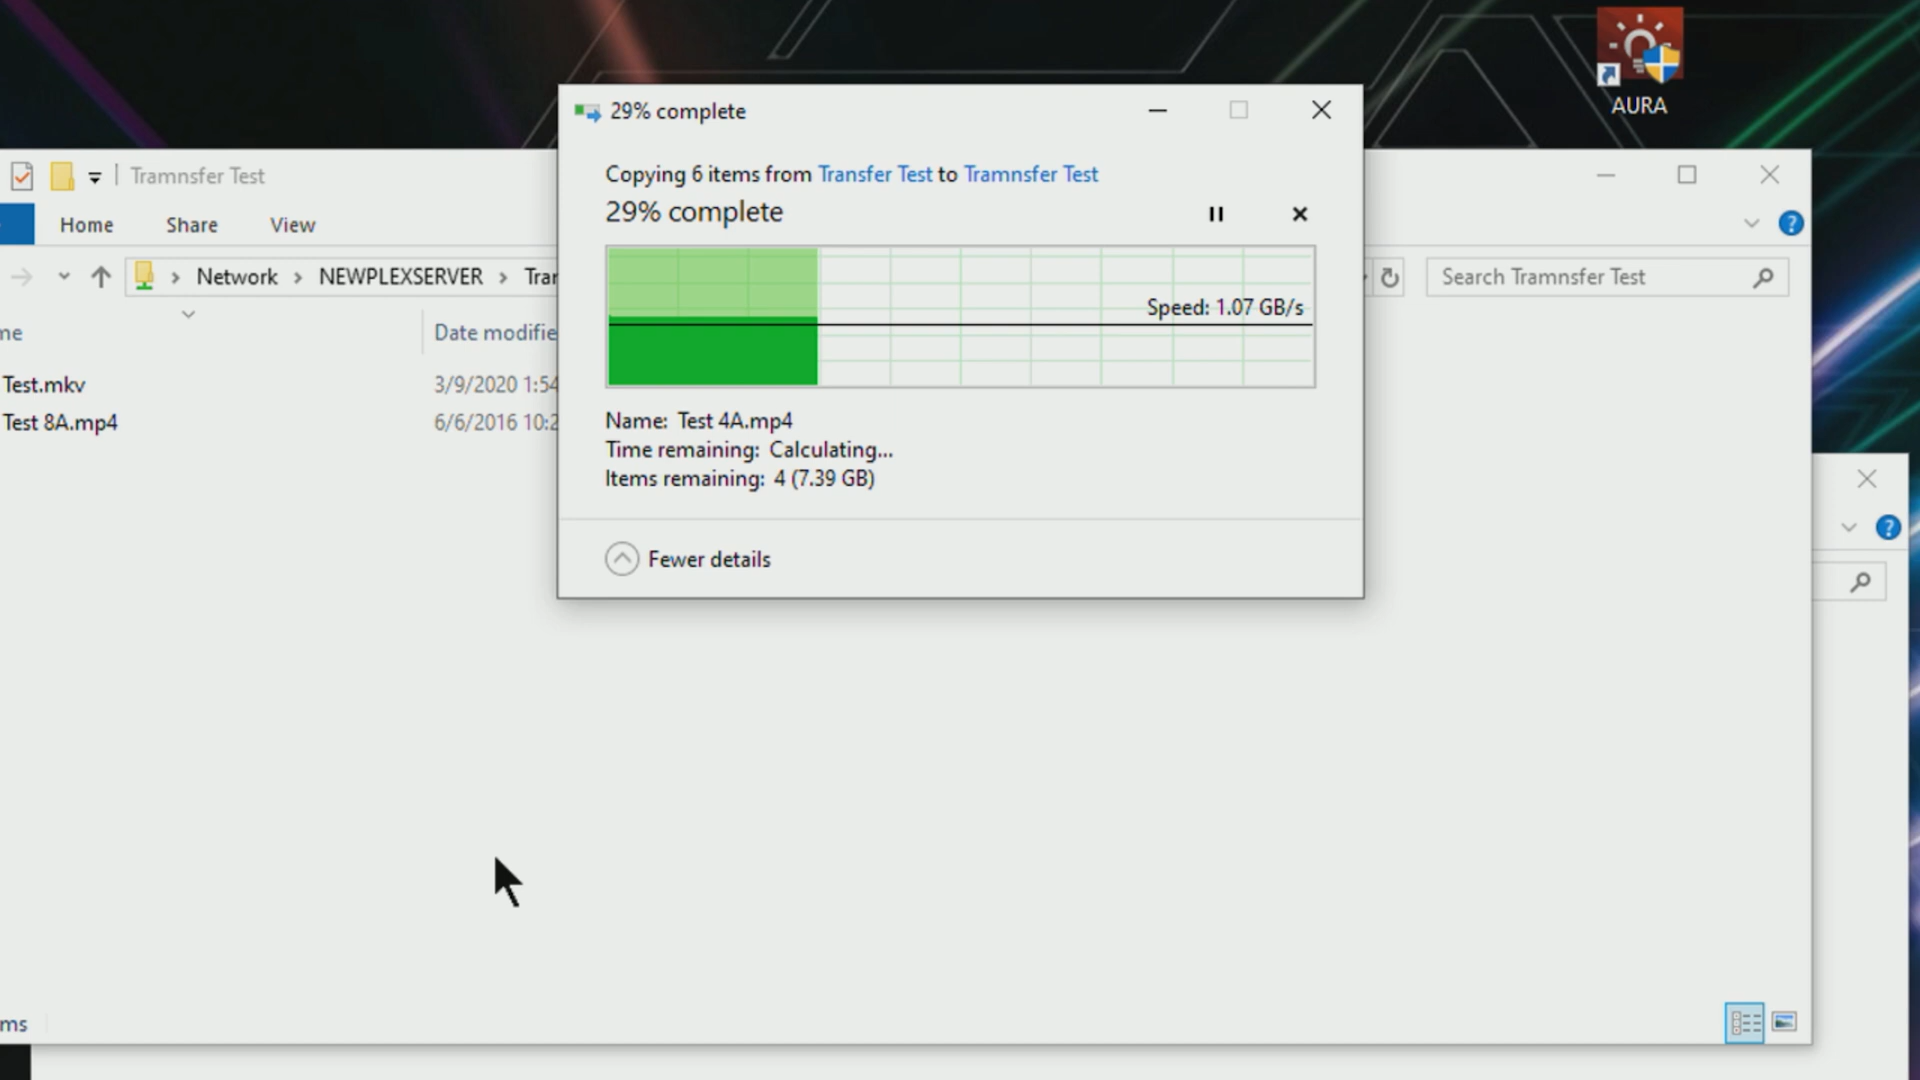 AURA
29% complete
Copying 6 items from Transfer Test to Tramnsfer Test
29% complete
Speed: 1.07 GB/s
Name: Test 4A.mp4
Time remaining: Calculating...
Items remaining: 4 (7.39 GB)
Fewer details
Tramnsfer Test
Home Share View
Network › NEWPLEXSERVER › Tran
Search Tramnsfer Test
me Date modifie
Test.mkv 3/9/2020 1:54
Test 8A.mp4 6/6/2016 10:2
ms